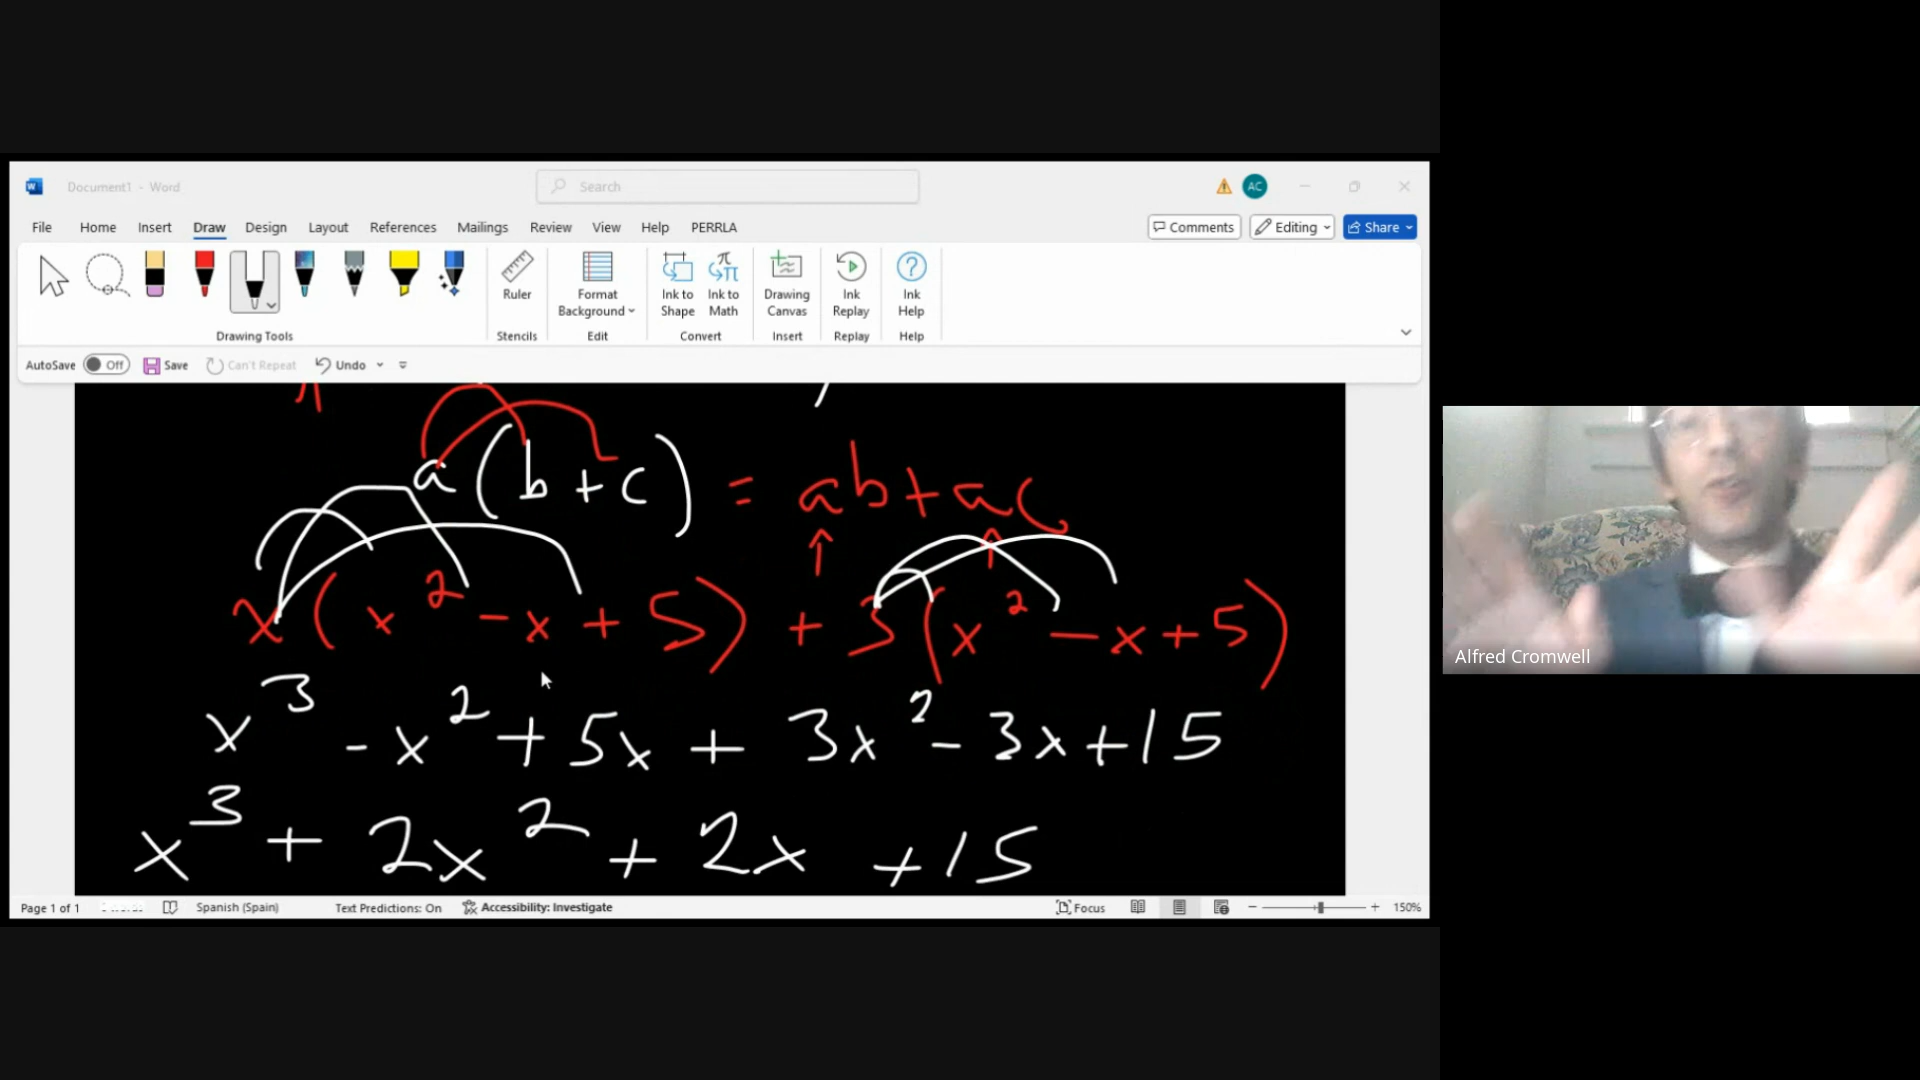 Document1 - Word
Search
AC
File Home Insert Draw Design Layout References Mailings Review View Help PERRLA
Comments Editing Share
Ruler
Format Background
Ink to Shape
Ink to Math
Drawing Canvas
Ink Replay
Ink Help
Drawing Tools Stencils Edit Convert Insert Replay Help
AutoSave Off Save Can't Repeat Undo
a(b+c) = ab+ac
x(x² -x + 5) + 3(x² -x+5)
x³ -x² + 5x + 3x² - 3x+15
x³ + 2x² + 2x +15
Alfred Cromwell
Page 1 of 1 Spanish (Spain) Text Predictions: On Accessibility: Investigate Focus 150%